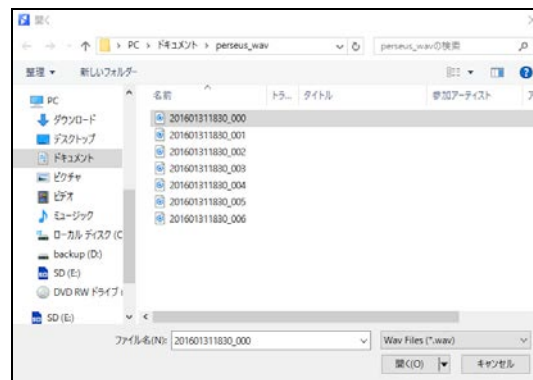 開く
PC › ドキュメント › perseus_wav
perseus_wavの検索
整理 新しいフォルダー
名前 トラ... タイトル 参加アーティスト
PC
ダウンロード
デスクトップ
ドキュメント
ピクチャ
ビデオ
ミュージック
ローカル ディスク (C
backup (D:)
SD (E:)
DVD RW ドライブ (
SD (E:)
201601311830_000
201601311830_001
201601311830_002
201601311830_003
201601311830_004
201601311830_005
201601311830_006
ファイル名(N): 201601311830_000 Wav Files (*.wav)
開く(O) キャンセル